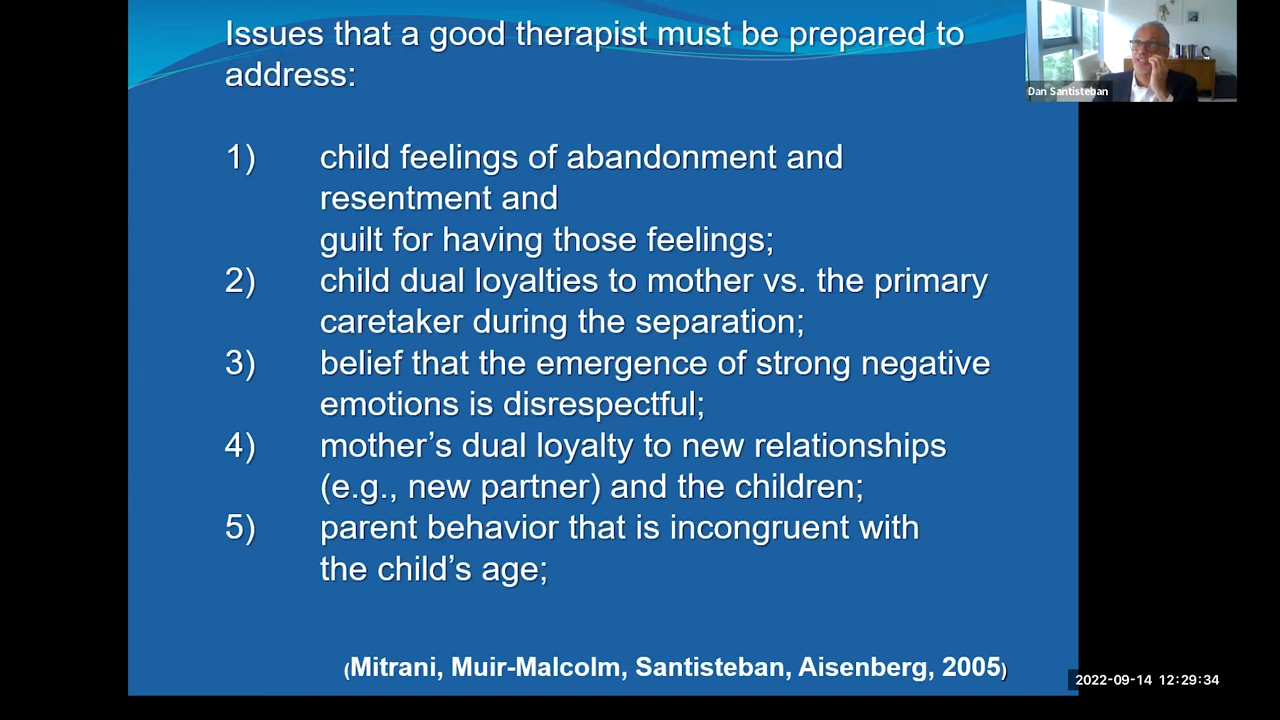 Issues that a good therapist must be prepared to
address:
Dan Santisteban
1) child feelings of abandonment and
resentment and
guilt for having those feelings;
2) child dual loyalties to mother vs. the primary
caretaker during the separation;
3) belief that the emergence of strong negative
emotions is disrespectful;
4) mother’s dual loyalty to new relationships
(e.g., new partner) and the children;
5) parent behavior that is incongruent with
the child’s age;
(Mitrani, Muir-Malcolm, Santisteban, Aisenberg, 2005)
2022-09-14 12:29:34